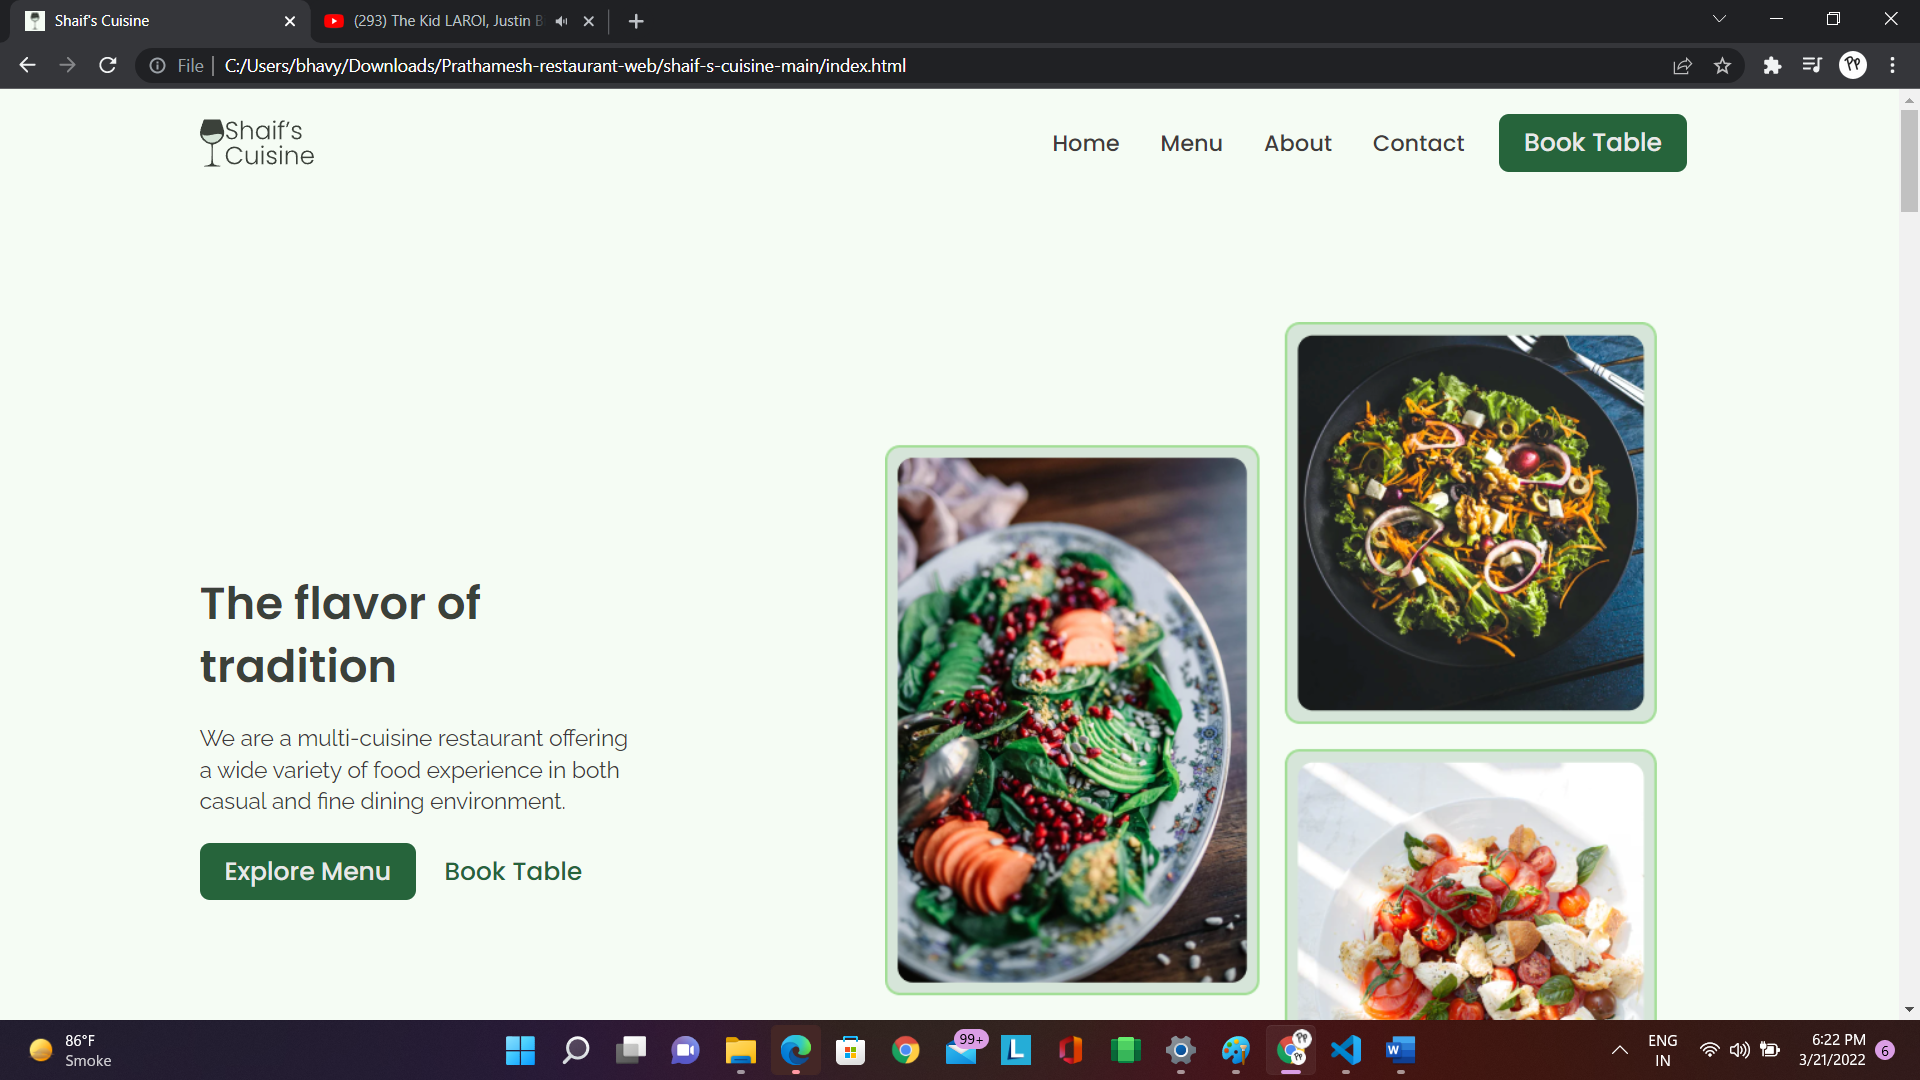 Shaif's Cuisine
(293) The Kid LAROI, Justin B
File
C:/Users/bhavy/Downloads/Prathamesh-restaurant-web/shaif-s-cuisine-main/index.html
Shaif's
Cuisine
Home
Menu
About
Contact
Book Table
The flavor of
tradition
We are a multi-cuisine restaurant offering
a wide variety of food experience in both
casual and fine dining environment.
Explore Menu
Book Table
86°F
Smoke
99+
L
W
ENG
IN
6:22 PM
3/21/2022
6